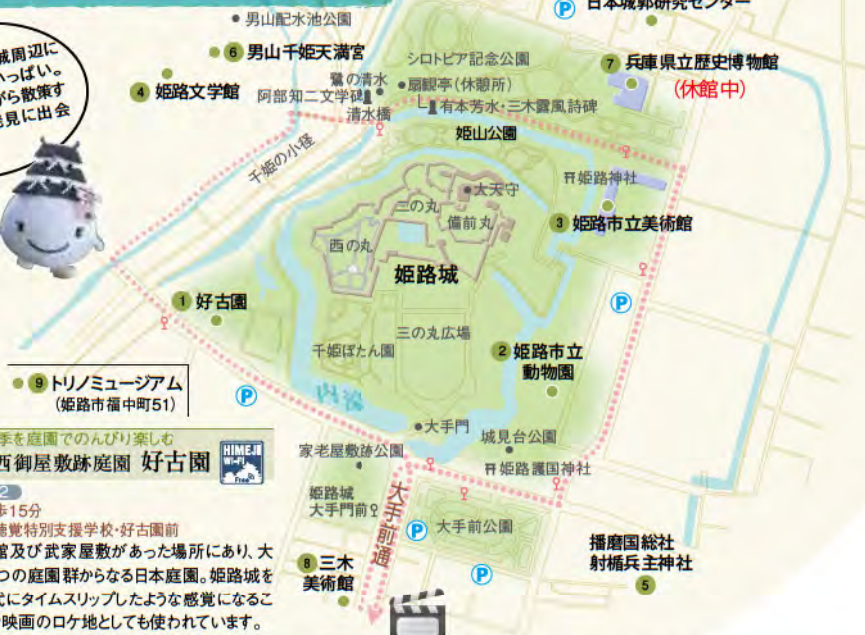 日本城郭研究センター
P
男山配水池公園
城周辺に
いっぱい。
がら散策す
発見に出会
6 男山千姫天満宮
4 姫路文学館
シロトピア記念公園
7 兵庫県立歴史博物館
(休館中)
鷺の清水
扇観亭(休憩所)
阿部知二文学碑
有本芳水・三木露風詩碑
清水橋
姫山公園
千姫の小径
姫路神社
大天守
三の丸
備前丸
3 姫路市立美術館
西の丸
姫路城
1 好古園
P
三の丸広場
千姫ぼたん園
2 姫路市立
動物園
9 トリノミュージアム
(姫路市福中町51)
P
内濠
大手門
城見台公園
家老屋敷跡公園
姫路護国神社
季を庭園でのんびり楽しむ
西御屋敷跡庭園 好古園
HIMEJI
Wi-Fi
Free
2
歩15分
聴覚特別支援学校・好古園前
館及び武家屋敷があった場所にあり、大
つの庭園群からなる日本庭園。姫路城を
代にタイムスリップしたような感覚になるこ
映画のロケ地としても使われています。
姫路城
大手門前
大手前通
P
大手前公園
P
8 三木
美術館
播磨国総社
射楯兵主神社
5